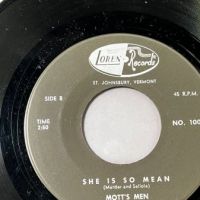 LOREN
Records
ST. JOHNSBURY, VERMONT
SIDE B
45 R.P.M.
TIME
2:50
NO. 100
SHE IS SO MEAN
MOTT'S MEN